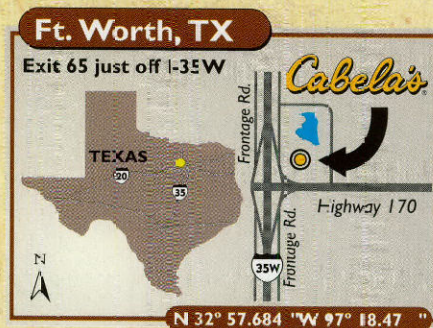 Ft. Worth, TX
Exit 65 just off I-35W
Cabela's
Frontage Rd.
TEXAS
20
35
Highway 170
Frontage Rd.
N
35W
N 32° 57.684 "W 97° 18.47 "